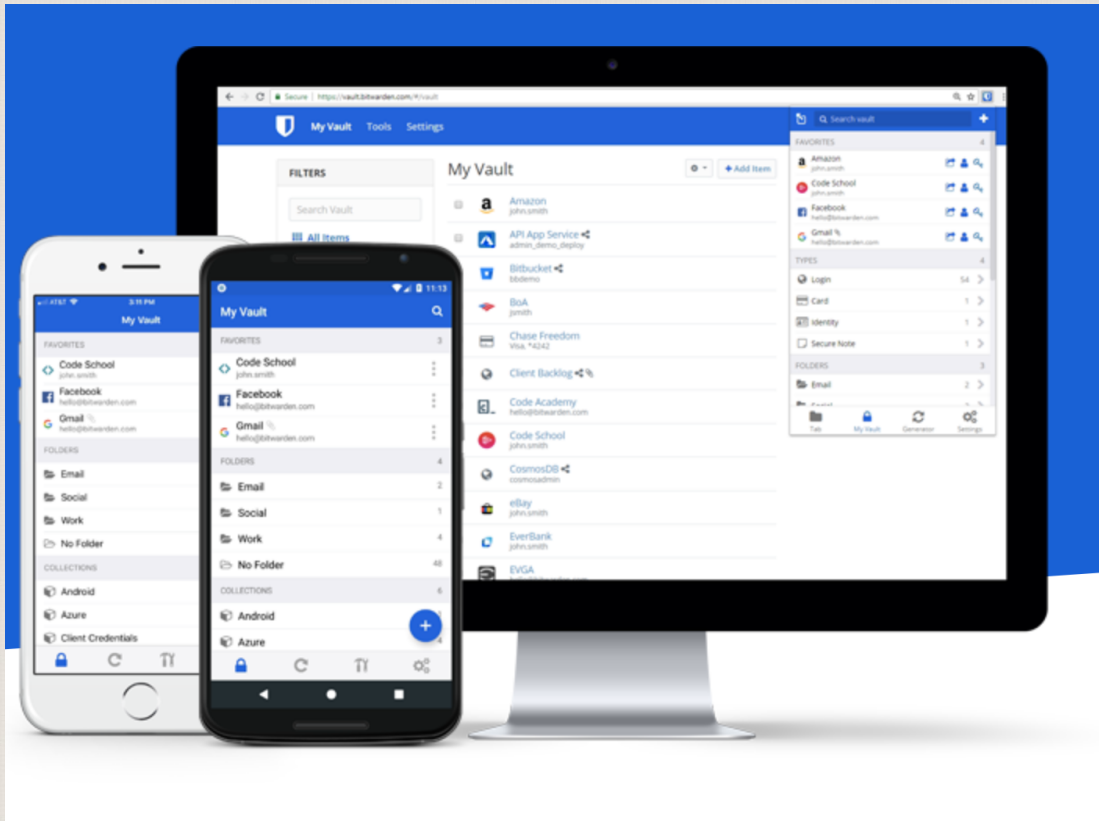 Secure | https://vault.bitwarden.com/#/vault
My Vault Tools Settings
FILTERS
Search Vault
All Items
My Vault
Add Item
Amazon
john.smith
API App Service
admin_demo_deploy
Bitbucket
bbdemo
BoA
jsmith
Chase Freedom
Visa, *4242
Client Backlog
Code Academy
hello@bitwarden.com
Code School
john.smith
CosmosDB
cosmosadmin
eBay
john.smith
EverBank
john.smith
EVGA
Search vault
FAVORITES 4
Amazon
john.smith
Code School
john.smith
Facebook
hello@bitwarden.com
Gmail
hello@bitwarden.com
TYPES 4
Login 54
Card 1
Identity 1
Secure Note 1
FOLDERS 3
Email 2
Tab My Vault Generator Settings
AT&T 3:11 PM
My Vault
FAVORITES
Code School
john.smith
Facebook
hello@bitwarden.com
Gmail
hello@bitwarden.com
FOLDERS
Email
Social
Work
No Folder
COLLECTIONS
Android
Azure
Client Credentials
11:13
My Vault
FAVORITES 3
Code School
john.smith
Facebook
hello@bitwarden.com
Gmail
hello@bitwarden.com
FOLDERS 4
Email 2
Social 1
Work 4
No Folder 48
COLLECTIONS 6
Android
Azure 4